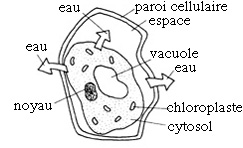 eau
paroi cellulaire
espace
eau
vacuole
eau
noyau
chloroplaste
cytosol